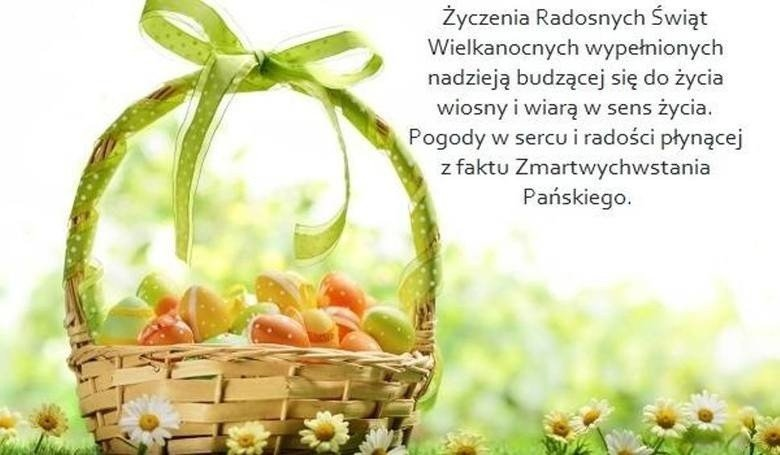 Życzenia Radosnych Świąt
Wielkanocnych wypełnionych
nadzieją budzącej się do życia
wiosny i wiarą w sens życia.
Pogody w sercu i radości płynącej
z faktu Zmartwychwstania
Pańskiego.